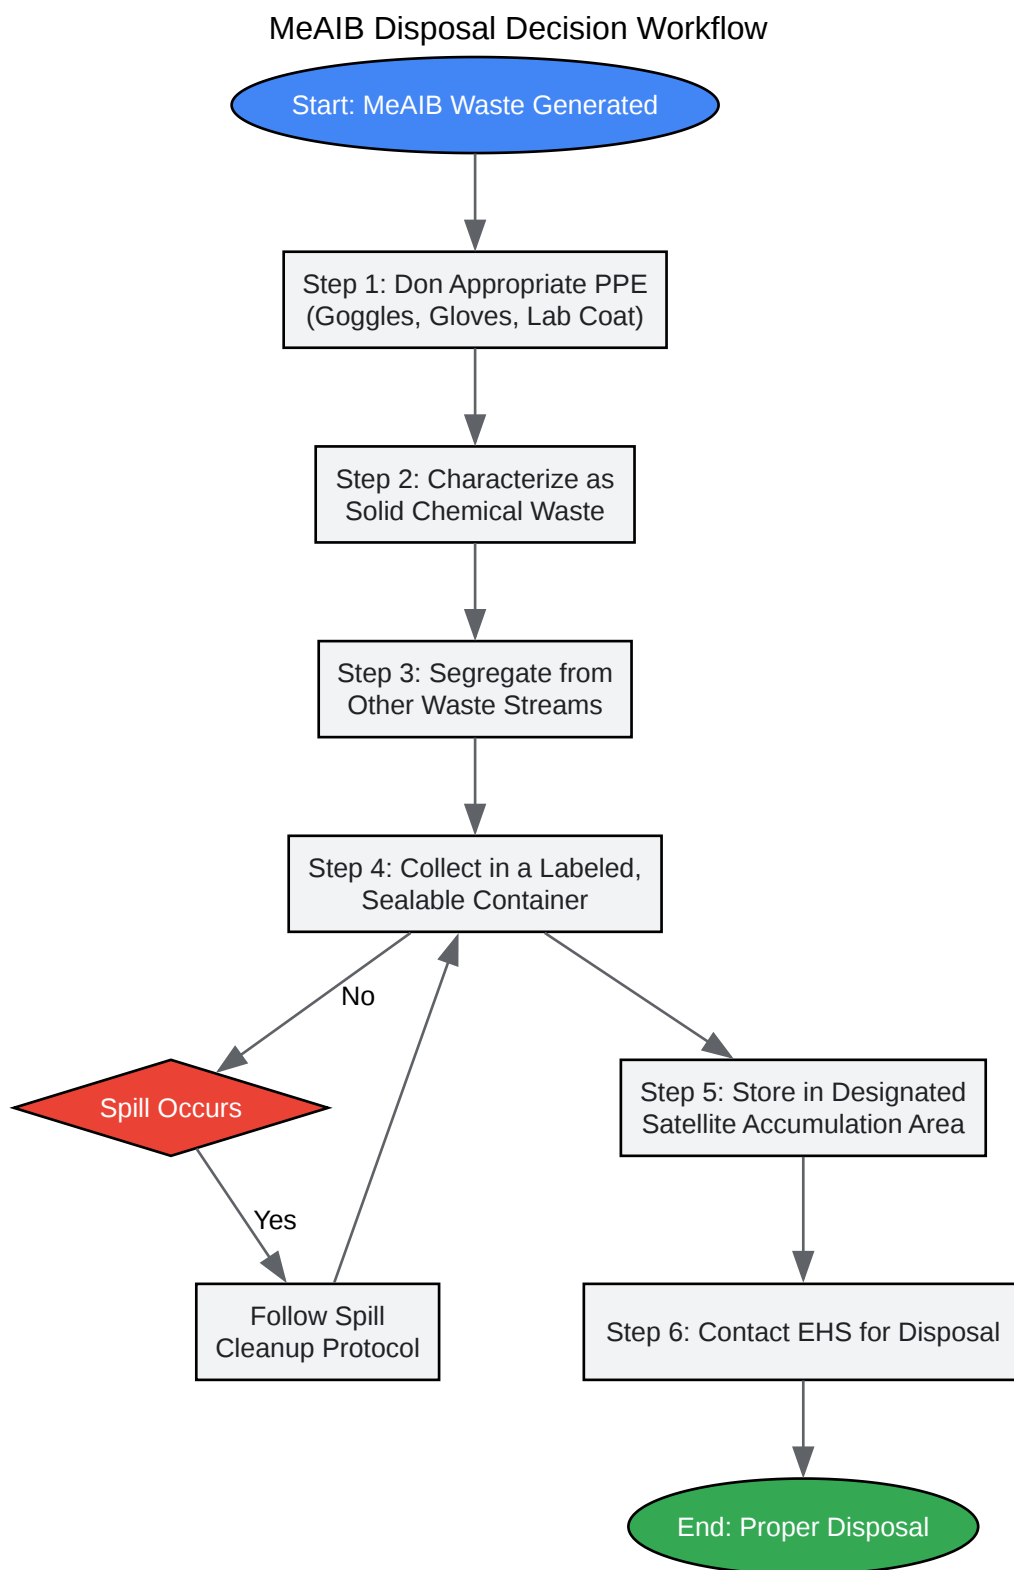 MeAIB Disposal Decision Workflow
Start: MeAIB Waste Generated
Step 1: Don Appropriate PPE
(Goggles, Gloves, Lab Coat)
Step 2: Characterize as
Solid Chemical Waste
Step 3: Segregate from
Other Waste Streams
Step 4: Collect in a Labeled,
Sealable Container
No
Spill Occurs
Step 5: Store in Designated
Satellite Accumulation Area
Yes
Follow Spill
Cleanup Protocol
Step 6: Contact EHS for Disposal
End: Proper Disposal